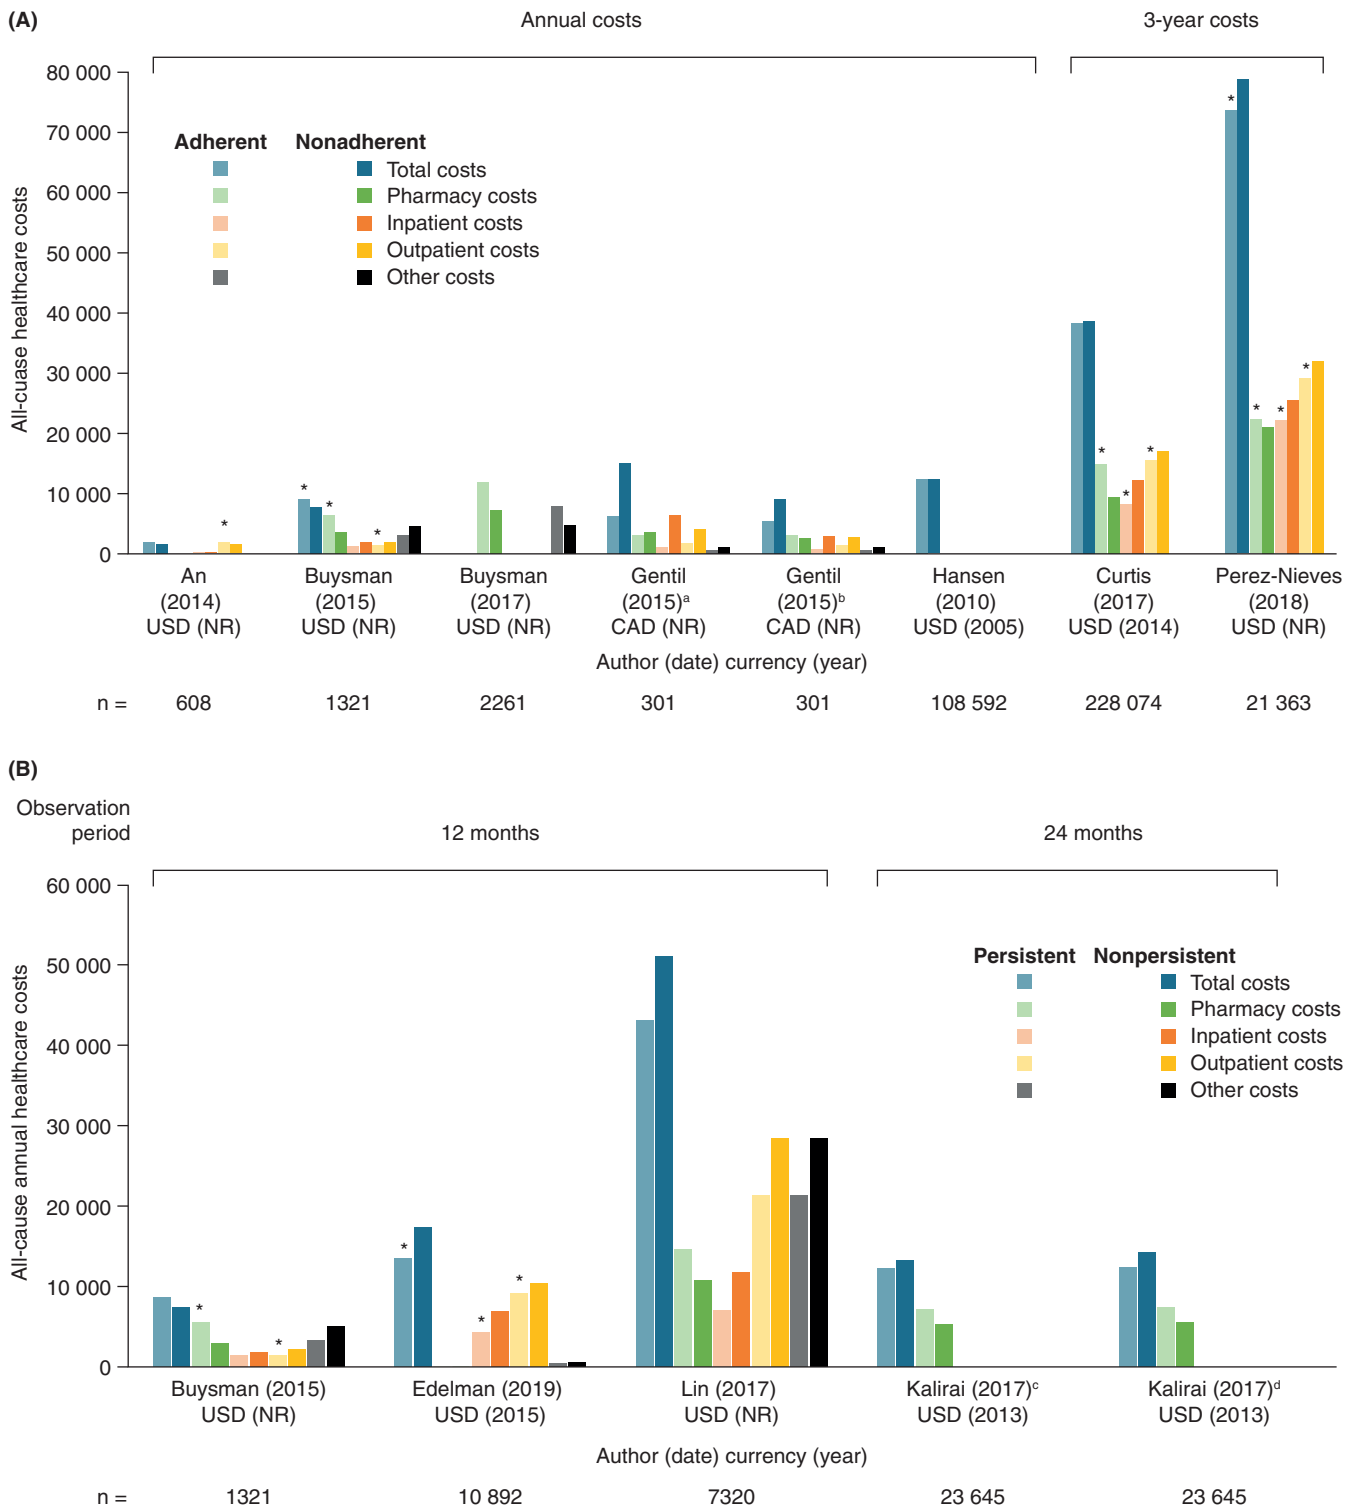 (A)
Annual costs
3-year costs
All-cuase healthcare costs
80 000
70 000
60 000
50 000
40 000
30 000
20 000
10 000
0
Adherent Nonadherent
Total costs
Pharmacy costs
Inpatient costs
Outpatient costs
Other costs
* * * * * * * * * * * *
An (2014) USD (NR)
Buysman (2015) USD (NR)
Buysman (2017) USD (NR)
Gentil (2015)ᵃ CAD (NR)
Gentil (2015)ᵇ CAD (NR)
Hansen (2010) USD (2005)
Curtis (2017) USD (2014)
Perez-Nieves (2018) USD (NR)
Author (date) currency (year)
n = 608 1321 2261 301 301 108 592 228 074 21 363
(B)
Observation period
12 months
24 months
All-cause annual healthcare costs
60 000
50 000
40 000
30 000
20 000
10 000
0
Persistent Nonpersistent
Total costs
Pharmacy costs
Inpatient costs
Outpatient costs
Other costs
* * * * *
Buysman (2015) USD (NR)
Edelman (2019) USD (2015)
Lin (2017) USD (NR)
Kalirai (2017)ᶜ USD (2013)
Kalirai (2017)ᵈ USD (2013)
Author (date) currency (year)
n = 1321 10 892 7320 23 645 23 645